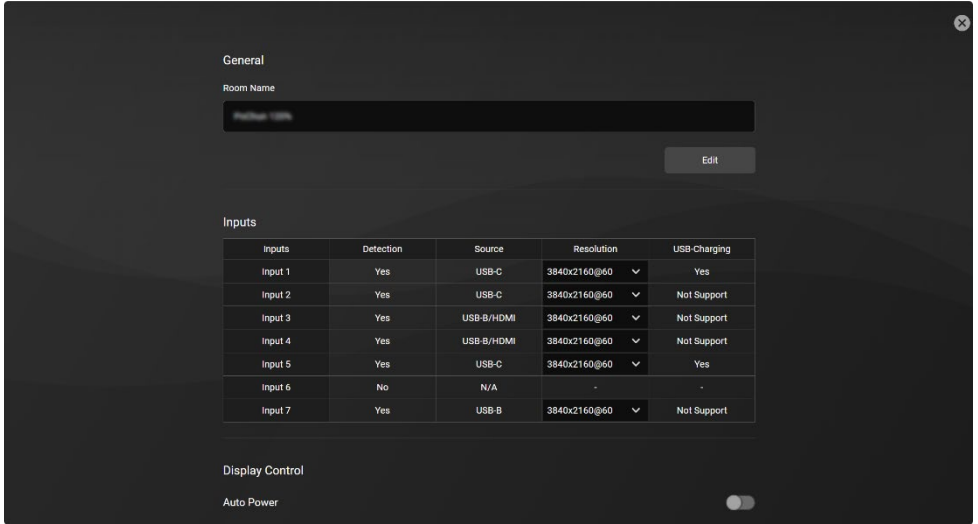 General
Room Name
Edit
Inputs
Inputs Detection Source Resolution USB-Charging
Input 1 Yes USB-C 3840x2160@60 Yes
Input 2 Yes USB-C 3840x2160@60 Not Support
Input 3 Yes USB-B/HDMI 3840x2160@60 Not Support
Input 4 Yes USB-B/HDMI 3840x2160@60 Not Support
Input 5 Yes USB-C 3840x2160@60 Yes
Input 6 No N/A - -
Input 7 Yes USB-B 3840x2160@60 Not Support
Display Control
Auto Power